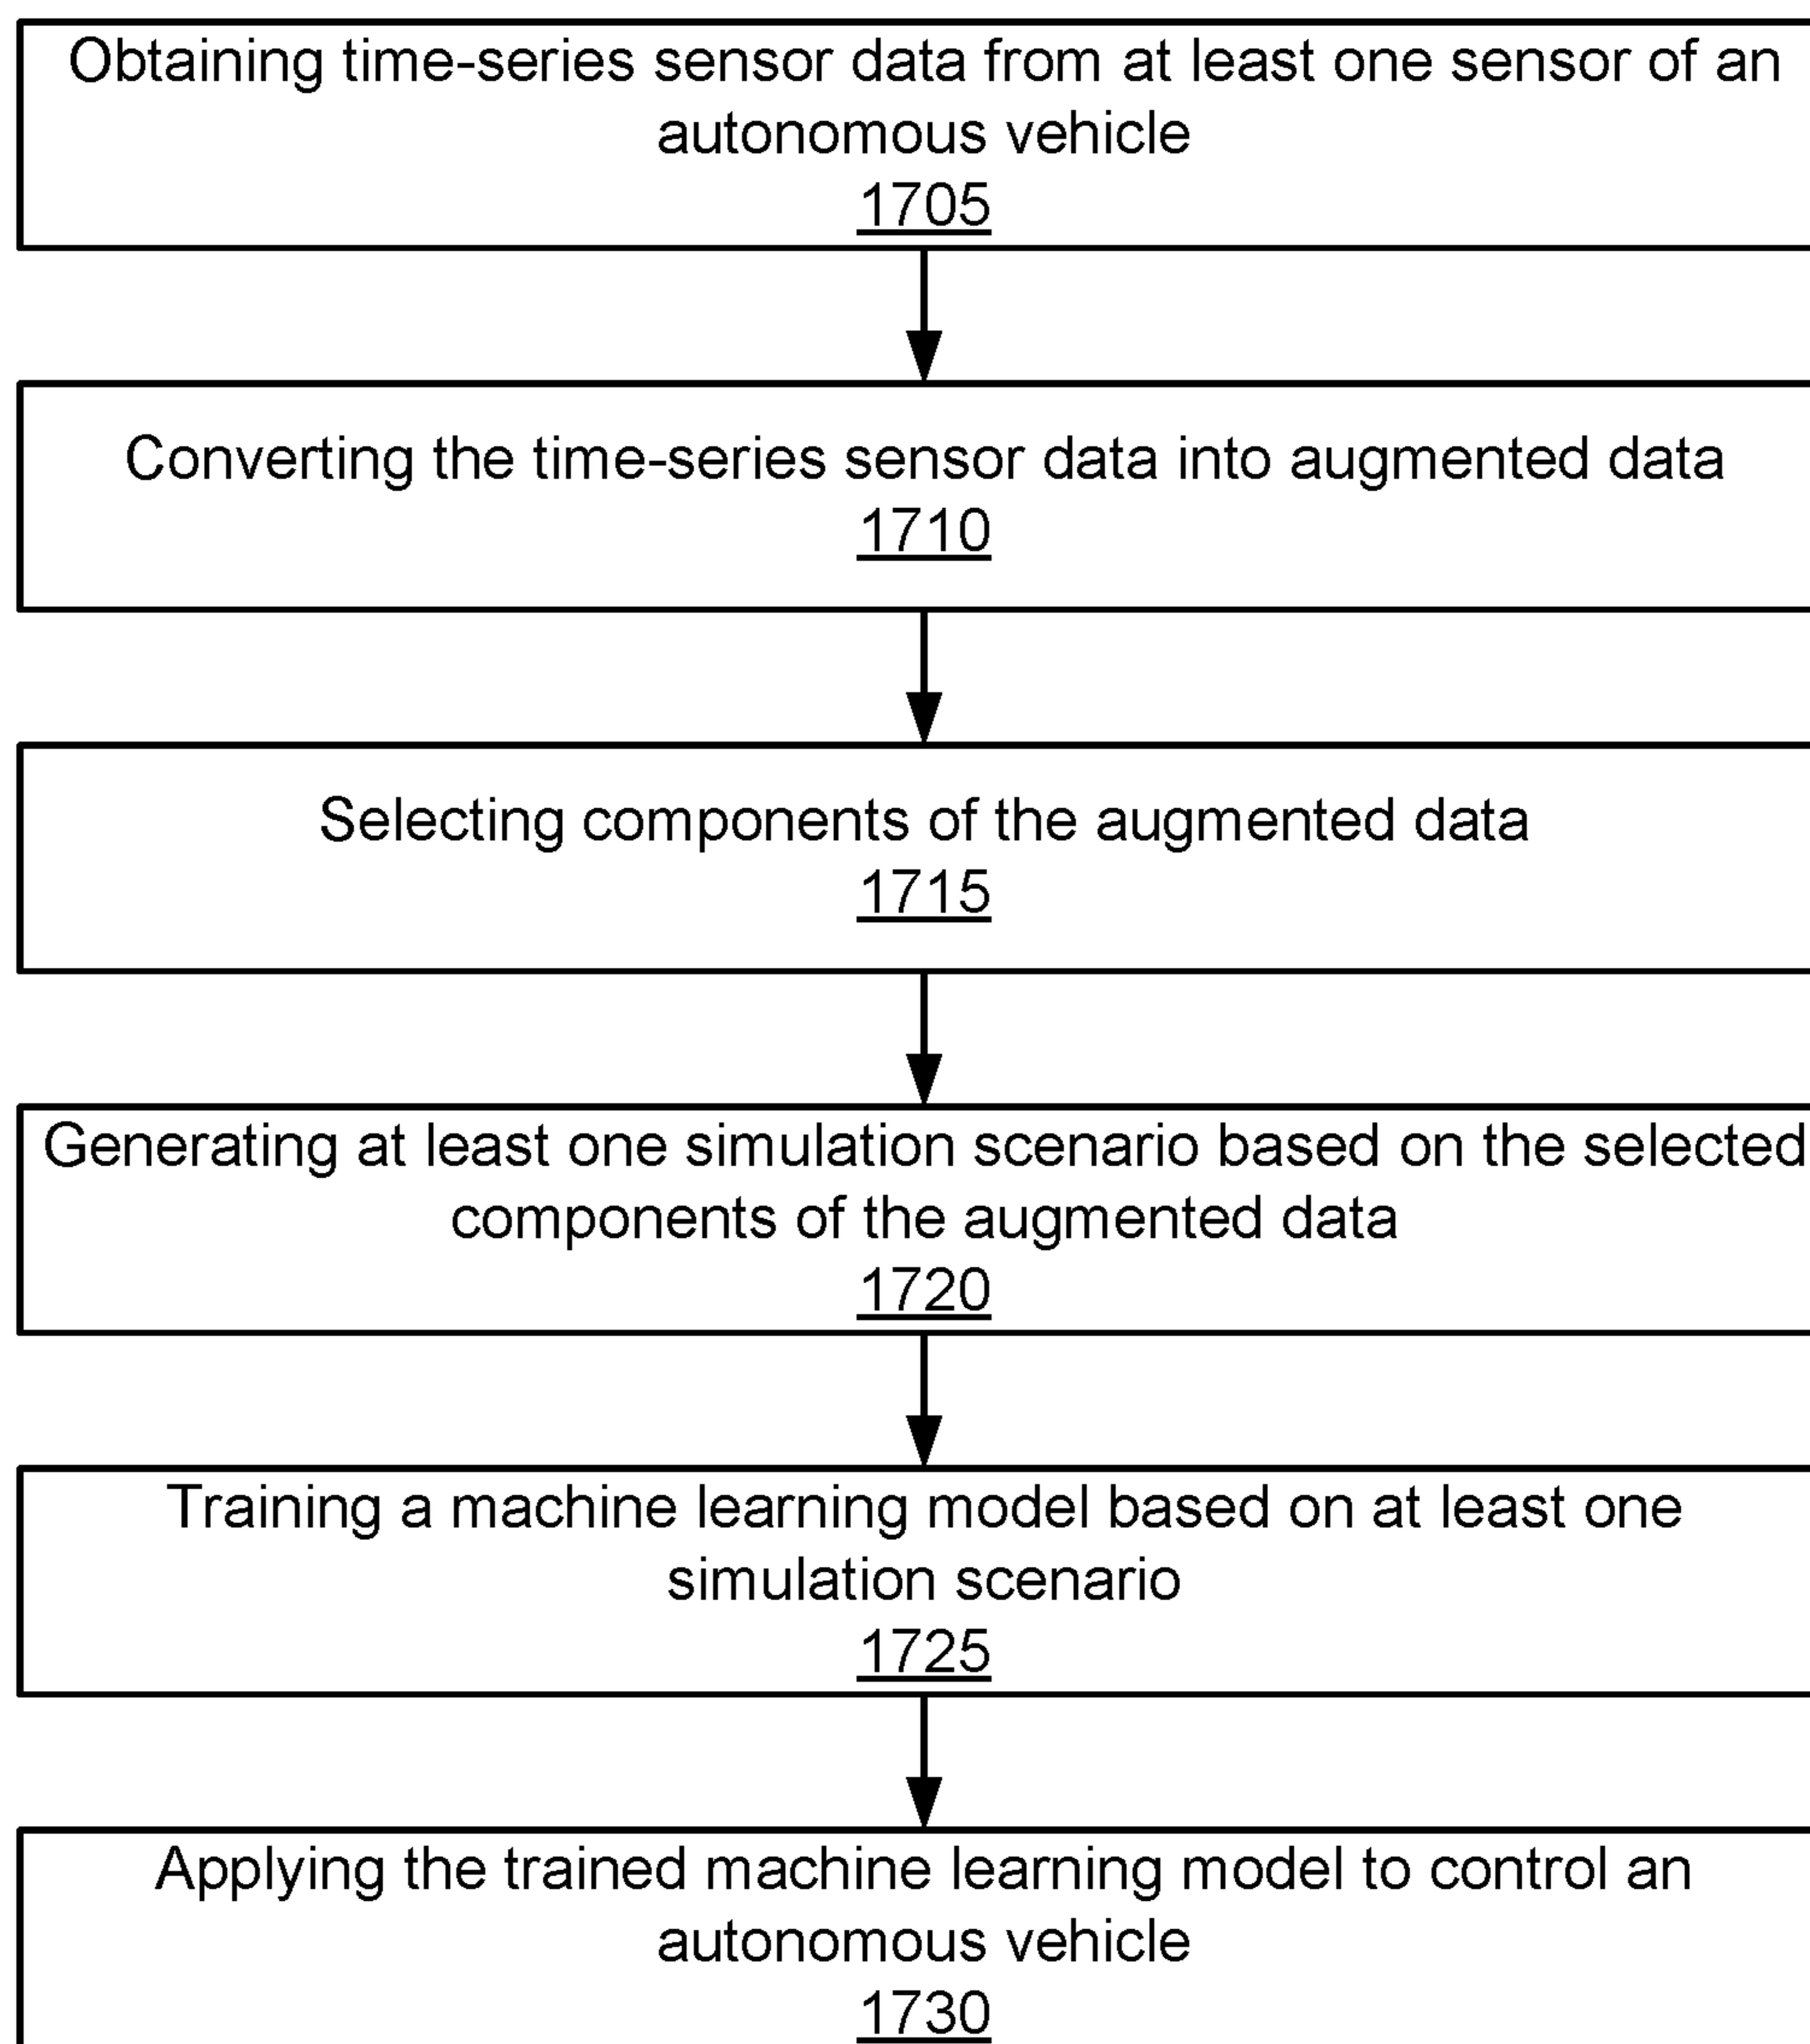 Obtaining time-series sensor data from at least one sensor of an
autonomous vehicle
1705
Converting the time-series sensor data into augmented data
1710
Selecting components of the augmented data
1715
Generating at least one simulation scenario based on the selected
components of the augmented data
1720
Training a machine learning model based on at least one
simulation scenario
1725
Applying the trained machine learning model to control an
autonomous vehicle
1730